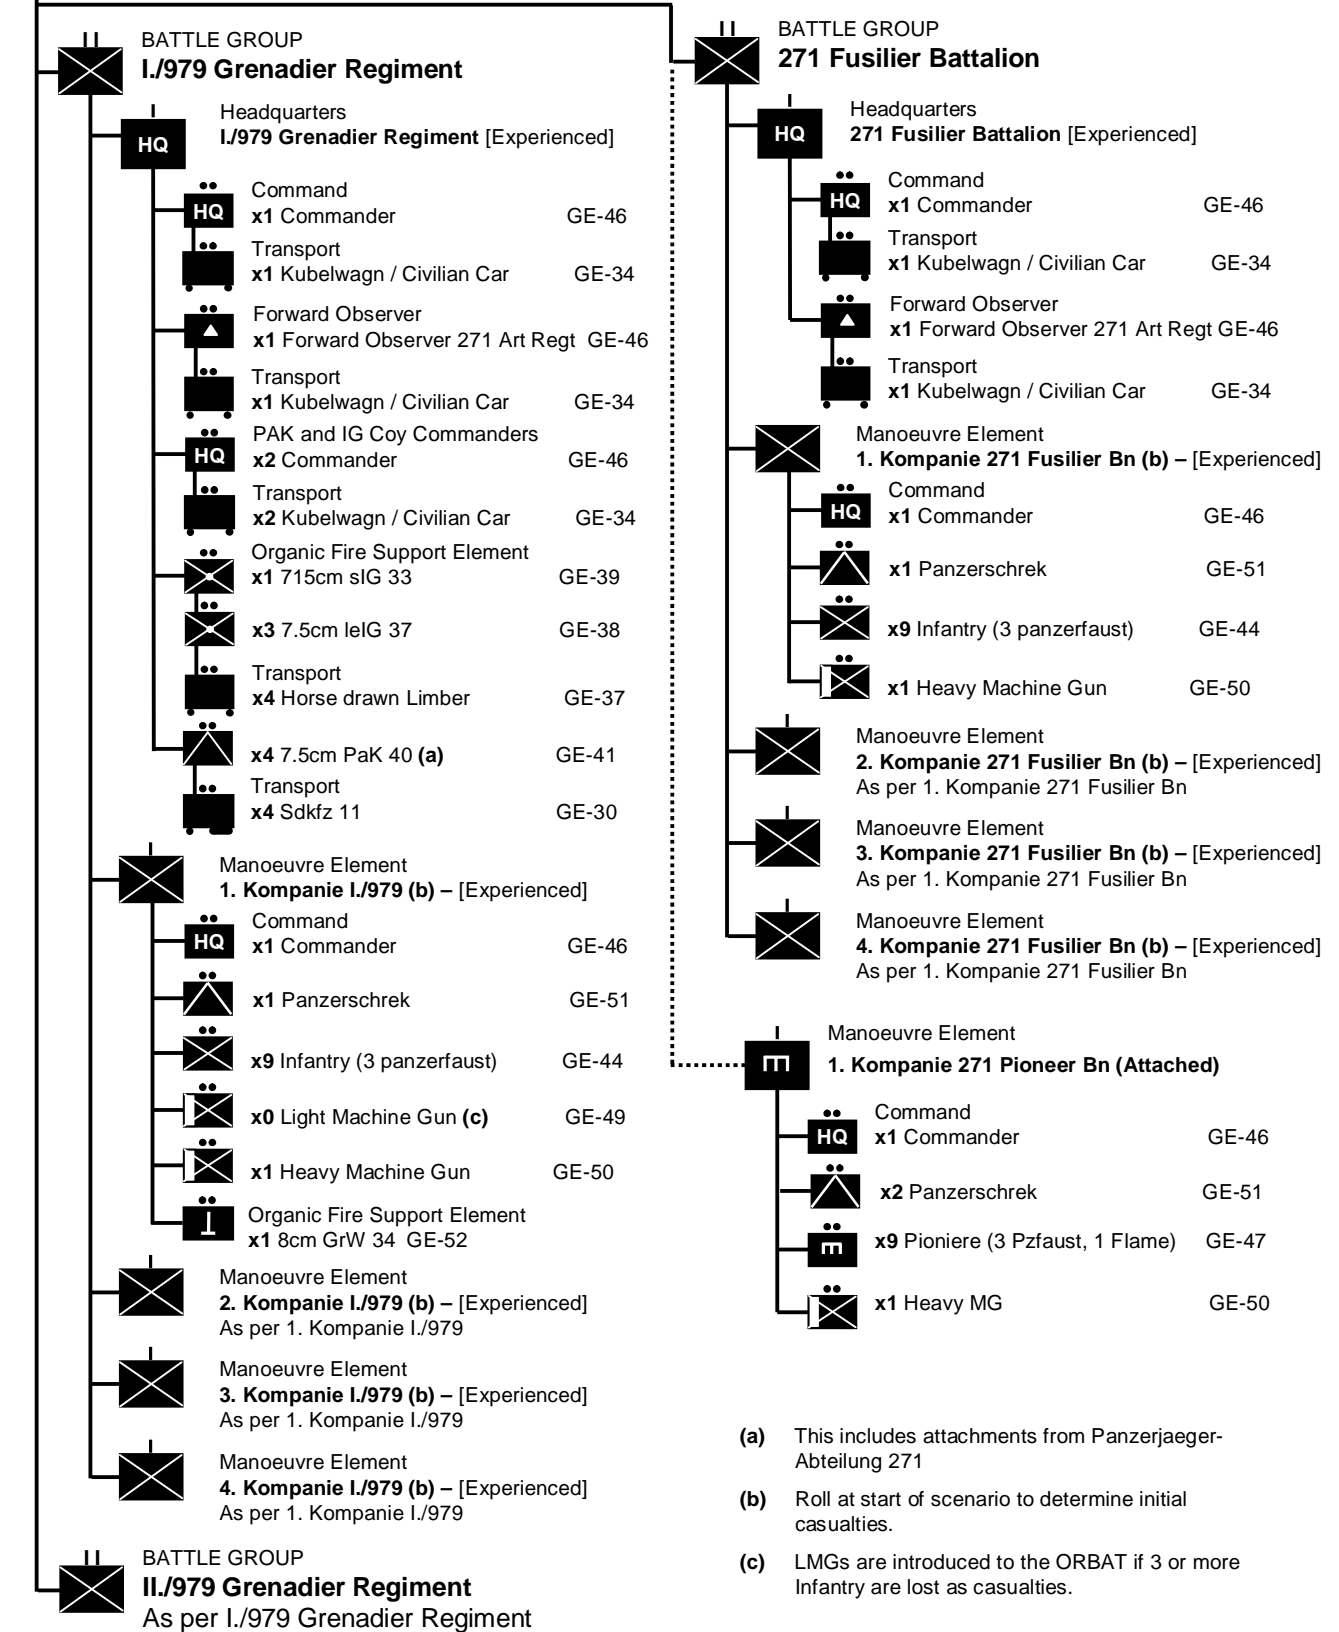 BATTLE GROUP
I./979 Grenadier Regiment
Headquarters
HQ
I./979 Grenadier Regiment [Experienced]
Command
HQ
x1 Commander GE-46
Transport
x1 Kubelwagn / Civilian Car GE-34
Forward Observer
x1 Forward Observer 271 Art Regt GE-46
Transport
x1 Kubelwagn / Civilian Car GE-34
PAK and IG Coy Commanders
HQ
x2 Commander GE-46
Transport
x2 Kubelwagn / Civilian Car GE-34
Organic Fire Support Element
x1 715cm sIG 33 GE-39
x3 7.5cm leIG 37 GE-38
Transport
x4 Horse drawn Limber GE-37
x4 7.5cm PaK 40 (a) GE-41
Transport
x4 Sdkfz 11 GE-30
Manoeuvre Element
1. Kompanie I./979 (b) – [Experienced]
Command
HQ
x1 Commander GE-46
x1 Panzerschrek GE-51
x9 Infantry (3 panzerfaust) GE-44
x0 Light Machine Gun (c) GE-49
x1 Heavy Machine Gun GE-50
Organic Fire Support Element
x1 8cm GrW 34 GE-52
Manoeuvre Element
2. Kompanie I./979 (b) – [Experienced]
As per 1. Kompanie I./979
Manoeuvre Element
3. Kompanie I./979 (b) – [Experienced]
As per 1. Kompanie I./979
Manoeuvre Element
4. Kompanie I./979 (b) – [Experienced]
As per 1. Kompanie I./979
BATTLE GROUP
II./979 Grenadier Regiment
As per I./979 Grenadier Regiment
BATTLE GROUP
271 Fusilier Battalion
Headquarters
HQ
271 Fusilier Battalion [Experienced]
Command
HQ
x1 Commander GE-46
Transport
x1 Kubelwagn / Civilian Car GE-34
Forward Observer
x1 Forward Observer 271 Art Regt GE-46
Transport
x1 Kubelwagn / Civilian Car GE-34
Manoeuvre Element
1. Kompanie 271 Fusilier Bn (b) – [Experienced]
Command
HQ
x1 Commander GE-46
x1 Panzerschrek GE-51
x9 Infantry (3 panzerfaust) GE-44
x1 Heavy Machine Gun GE-50
Manoeuvre Element
2. Kompanie 271 Fusilier Bn (b) – [Experienced]
As per 1. Kompanie 271 Fusilier Bn
Manoeuvre Element
3. Kompanie 271 Fusilier Bn (b) – [Experienced]
As per 1. Kompanie 271 Fusilier Bn
Manoeuvre Element
4. Kompanie 271 Fusilier Bn (b) – [Experienced]
As per 1. Kompanie 271 Fusilier Bn
Manoeuvre Element
1. Kompanie 271 Pioneer Bn (Attached)
Command
HQ
x1 Commander GE-46
x2 Panzerschrek GE-51
x9 Pioniere (3 Pzfaust, 1 Flame) GE-47
x1 Heavy MG GE-50
(a) This includes attachments from Panzerjaeger-
Abteilung 271
(b) Roll at start of scenario to determine initial
casualties.
(c) LMGs are introduced to the ORBAT if 3 or more
Infantry are lost as casualties.